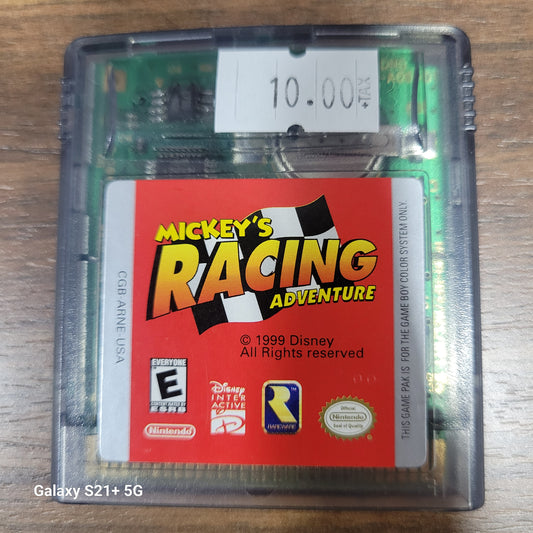 10.00
+TAX
MICKEY'S
RACING
ADVENTURE
© 1999 Disney
All Rights reserved
CGB ARNE USA
THIS GAME PAK IS FOR THE GAME BOY COLOR SYSTEM ONLY.
EVERYONE
E
Nintendo
Disney
INTER
ACTIVE
D
R
RAREWARE
Official
Nintendo
Seal of Quality
Galaxy S21+ 5G